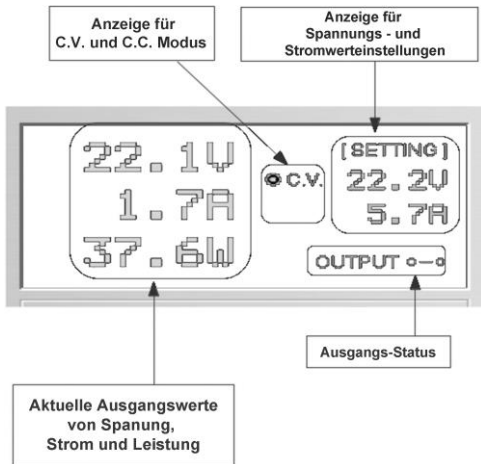 Anzeige für
C.V. und C.C. Modus
Anzeige für
Spannungs - und
Stromwerteinstellungen
22.1V
1.7A
37.6W
C.V.
[SETTING]
22.2V
5.7A
OUTPUT
Ausgangs-Status
Aktuelle Ausgangswerte
von Spanung,
Strom und Leistung